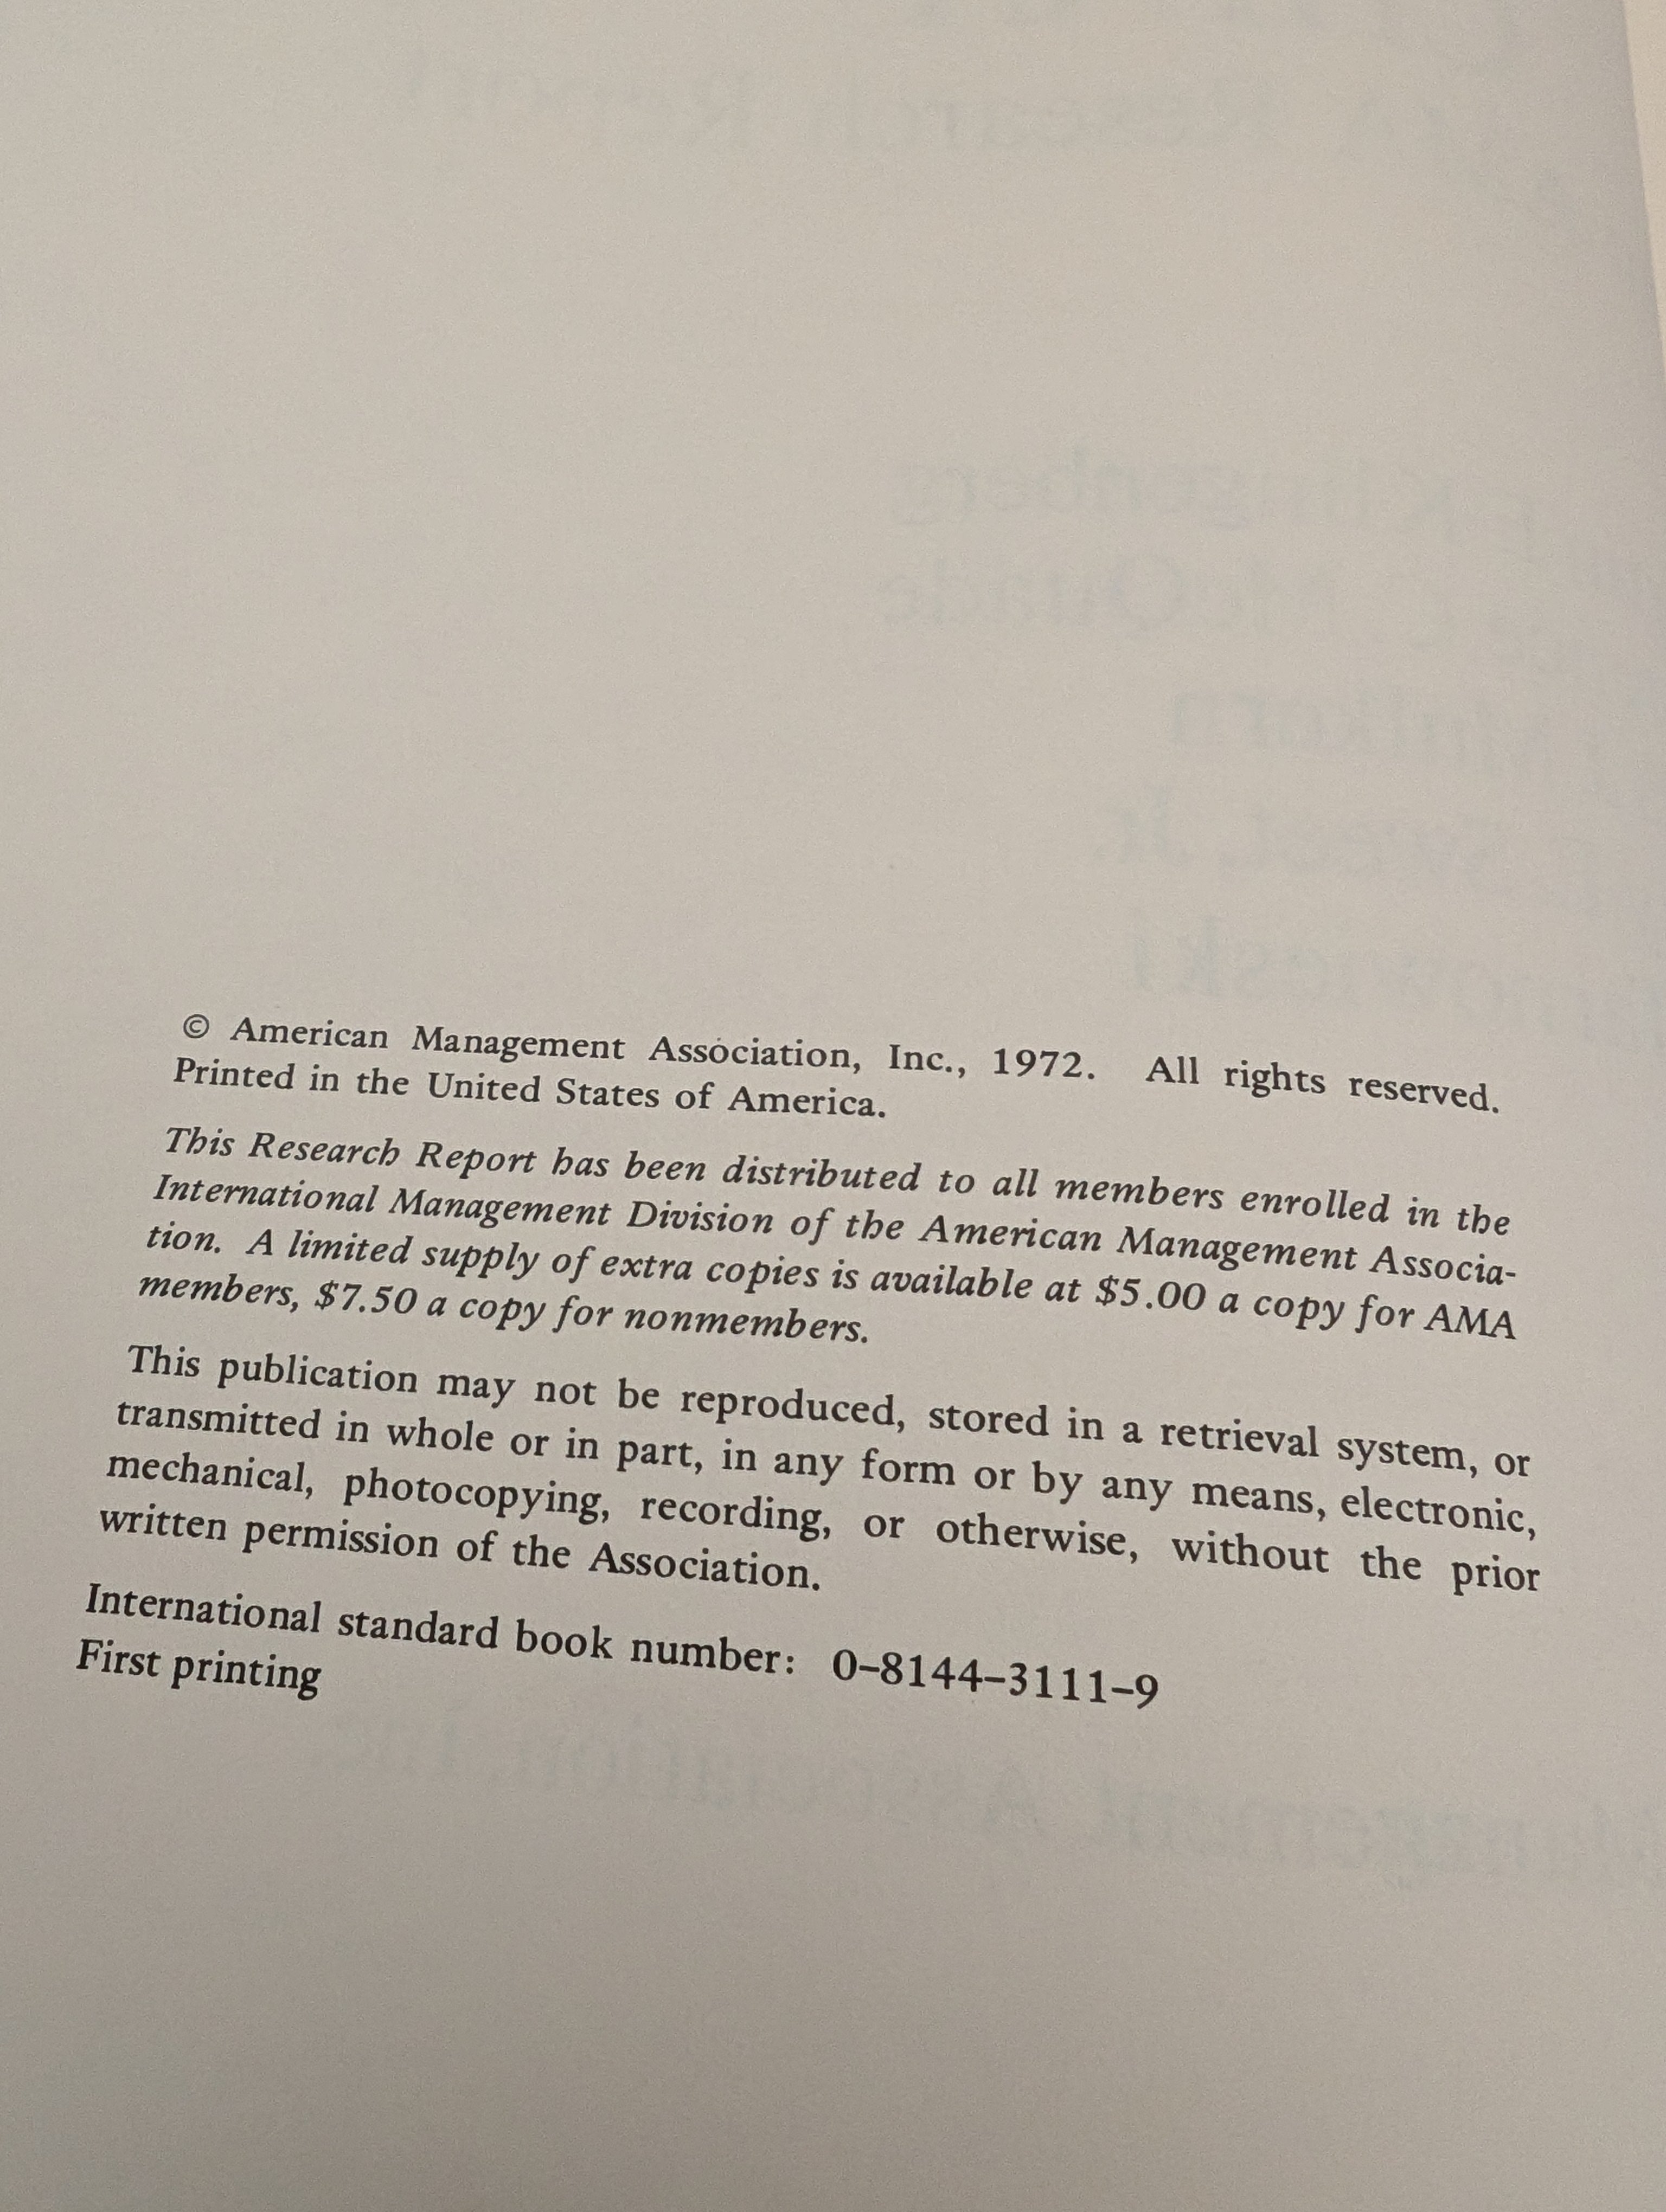 © American Management Association, Inc., 1972. All rights reserved.
Printed in the United States of America.
This Research Report has been distributed to all members enrolled in the
International Management Division of the American Management Associa-
tion. A limited supply of extra copies is available at $5.00 a copy for AMA
members, $7.50 a copy for nonmembers.
This publication may not be reproduced, stored in a retrieval system, or
transmitted in whole or in part, in any form or by any means, electronic,
mechanical, photocopying, recording, or otherwise, without the prior
written permission of the Association.
International standard book number: 0–8144–3111–9
First printing